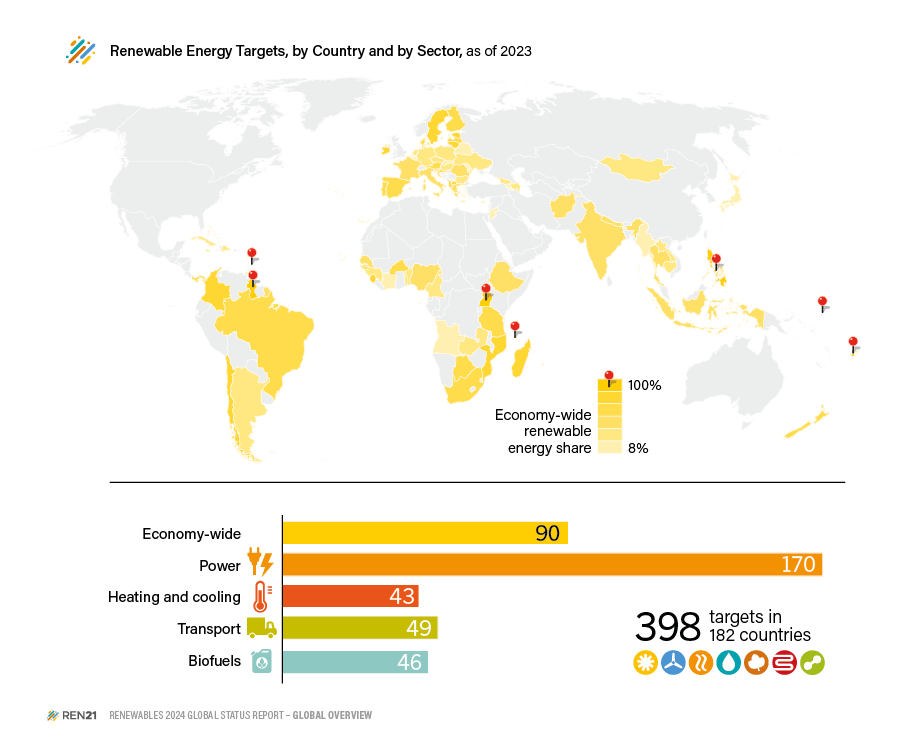 Renewable Energy Targets, by Country and by Sector, as of 2023
100%
Economy-wide
renewable
energy share
8%
Economy-wide
90
Power
170
Heating and cooling
43
Transport
49
Biofuels
46
398 targets in
182 countries
REN21 RENEWABLES 2024 GLOBAL STATUS REPORT – GLOBAL OVERVIEW